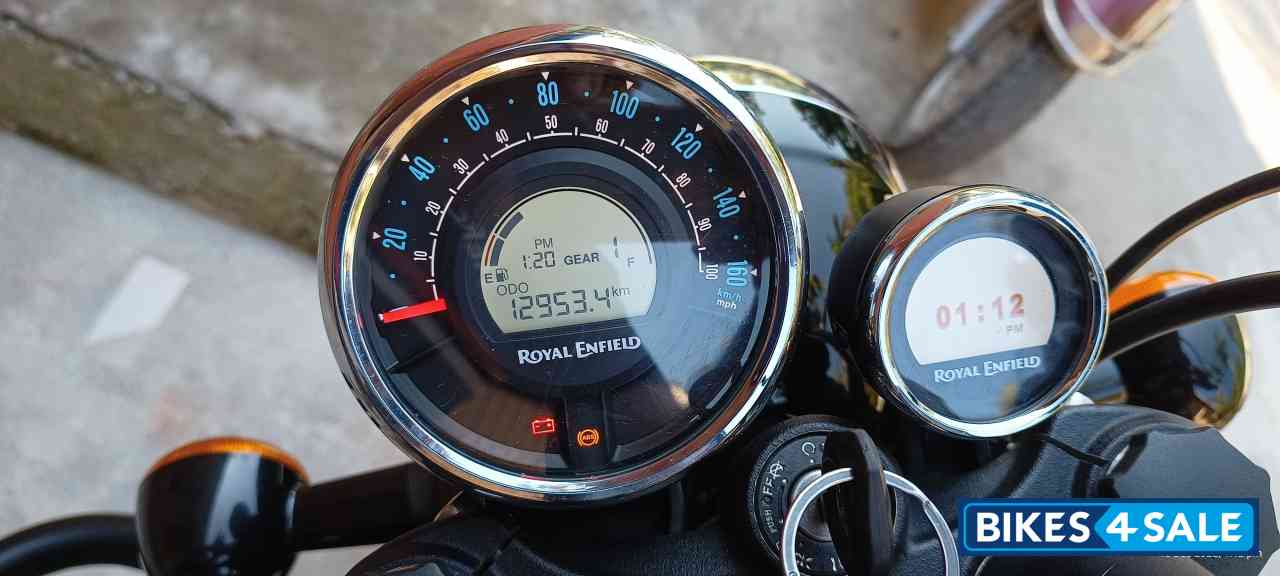 20 40 60 80 100 120 140 160
10 20 30 40 50 60 70 80 90 100
km/h
mph
PM
1:20 GEAR 1
E F
ODO
12953.4 km
ROYAL ENFIELD
ABS
01:12
PM
ROYAL ENFIELD
PUSH
OFF
BIKES4SALE